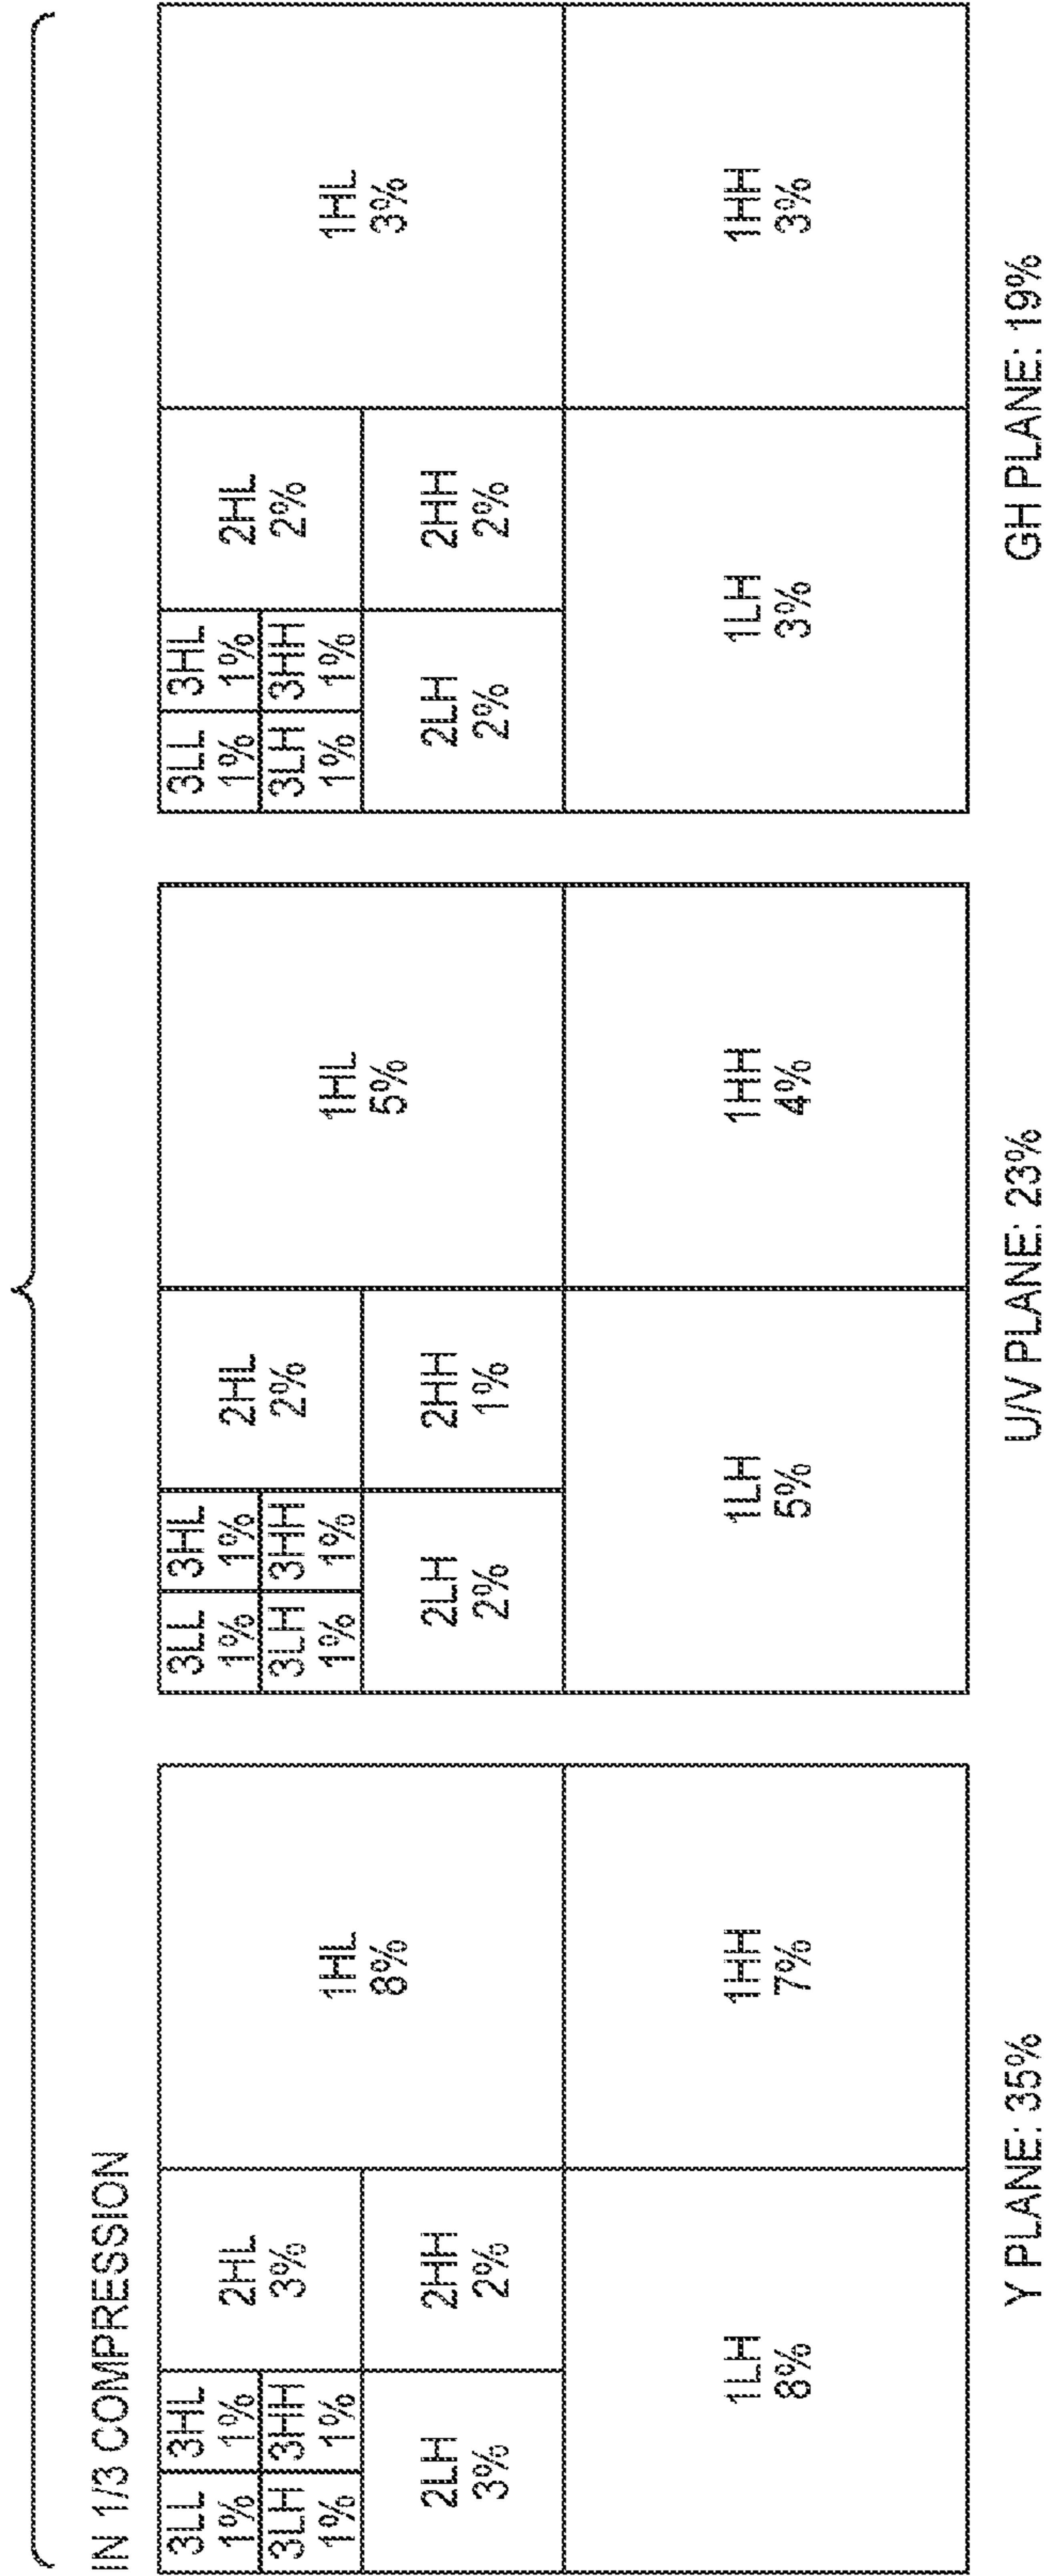 IN 1/3 COMPRESSION
3LL
1%
3HL
1%
2HL
3%
1HL
8%
3LH
1%
3HH
1%
2LH
3%
2HH
2%
1LH
8%
1HH
7%
Y PLANE: 35%
3LL
1%
3HL
1%
2HL
2%
1HL
5%
3LH
1%
3HH
1%
2LH
2%
2HH
1%
1LH
5%
1HH
4%
U/V PLANE: 23%
3LL
1%
3HL
1%
2HL
2%
1HL
3%
3LH
1%
3HH
1%
2LH
2%
2HH
2%
1LH
3%
1HH
3%
GH PLANE: 19%